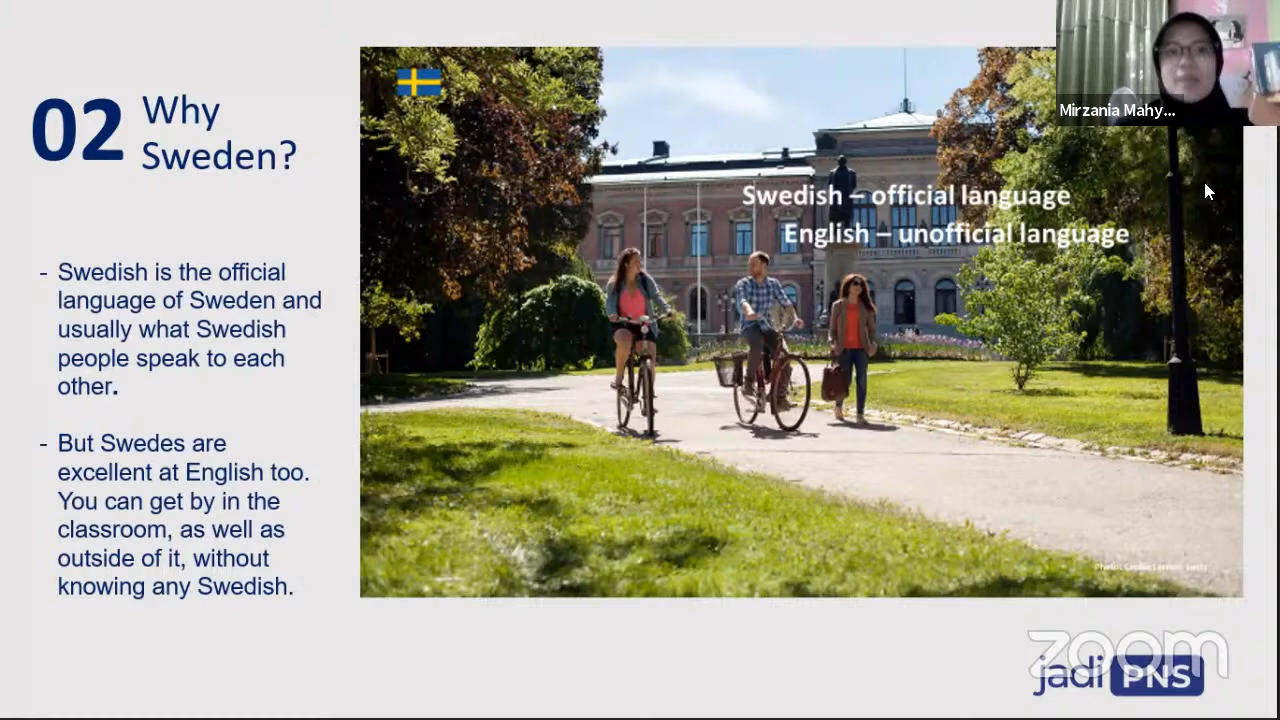 02
Why
Sweden?
- Swedish is the official
language of Sweden and
usually what Swedish
people speak to each
other.
- But Swedes are
excellent at English too.
You can get by in the
classroom, as well as
outside of it, without
knowing any Swedish.
Swedish – official language
English – unofficial language
Mirzania Mahy...
zoom
jadi PNS